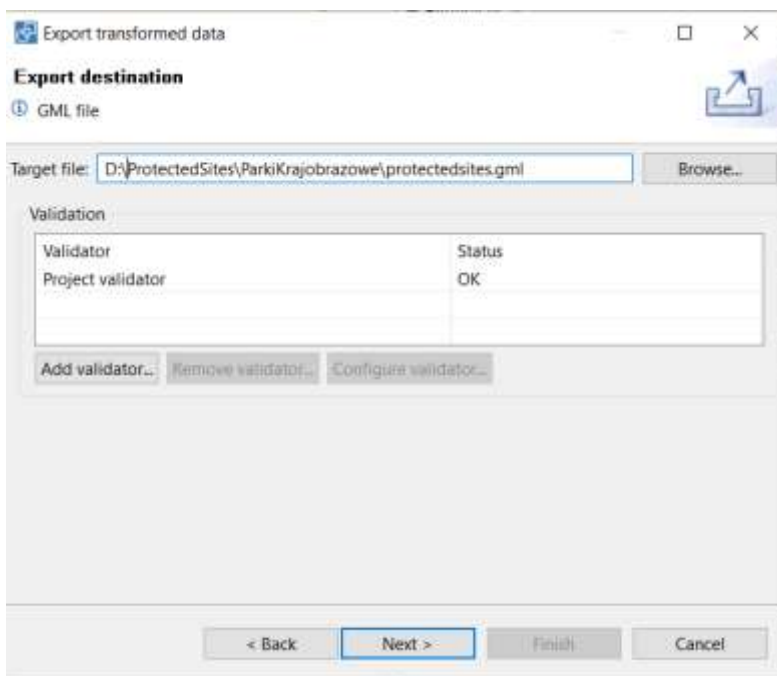 Export transformed data
Export destination
GML file
Target file: D:\ProtectedSites\ParkiKrajobrazowe\protectedsites.gml Browse...
Validation
Validator Status
Project validator OK
Add validator... Remove validator... Configure validator...
< Back Next > Finish Cancel